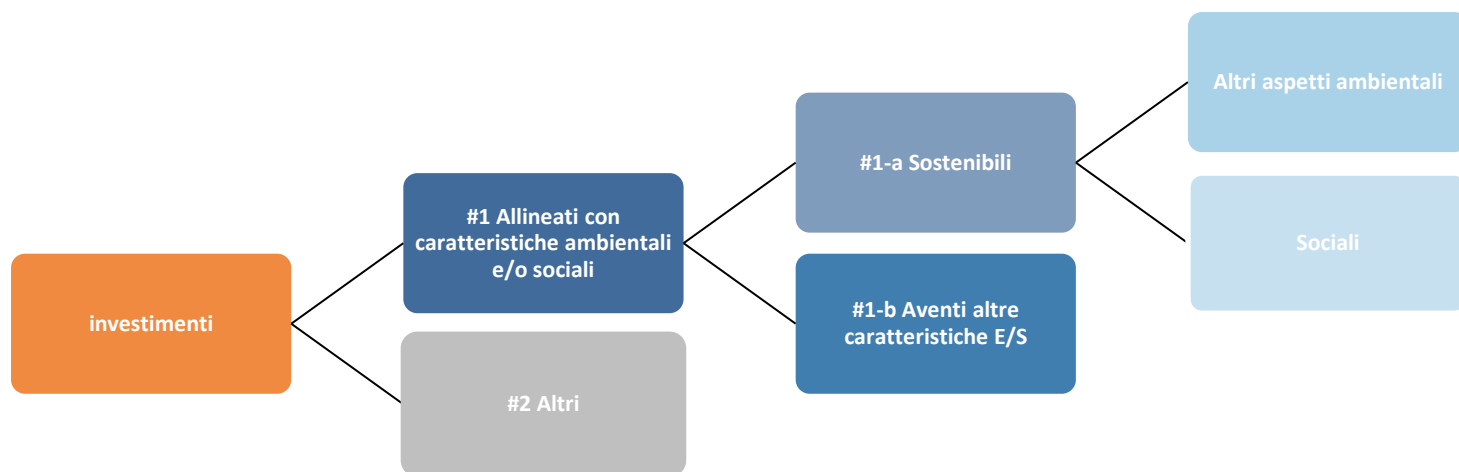 investimenti
#1 Allineati con
caratteristiche ambientali
e/o sociali
#2 Altri
#1-a Sostenibili
#1-b Aventi altre
caratteristiche E/S
Altri aspetti ambientali
Sociali